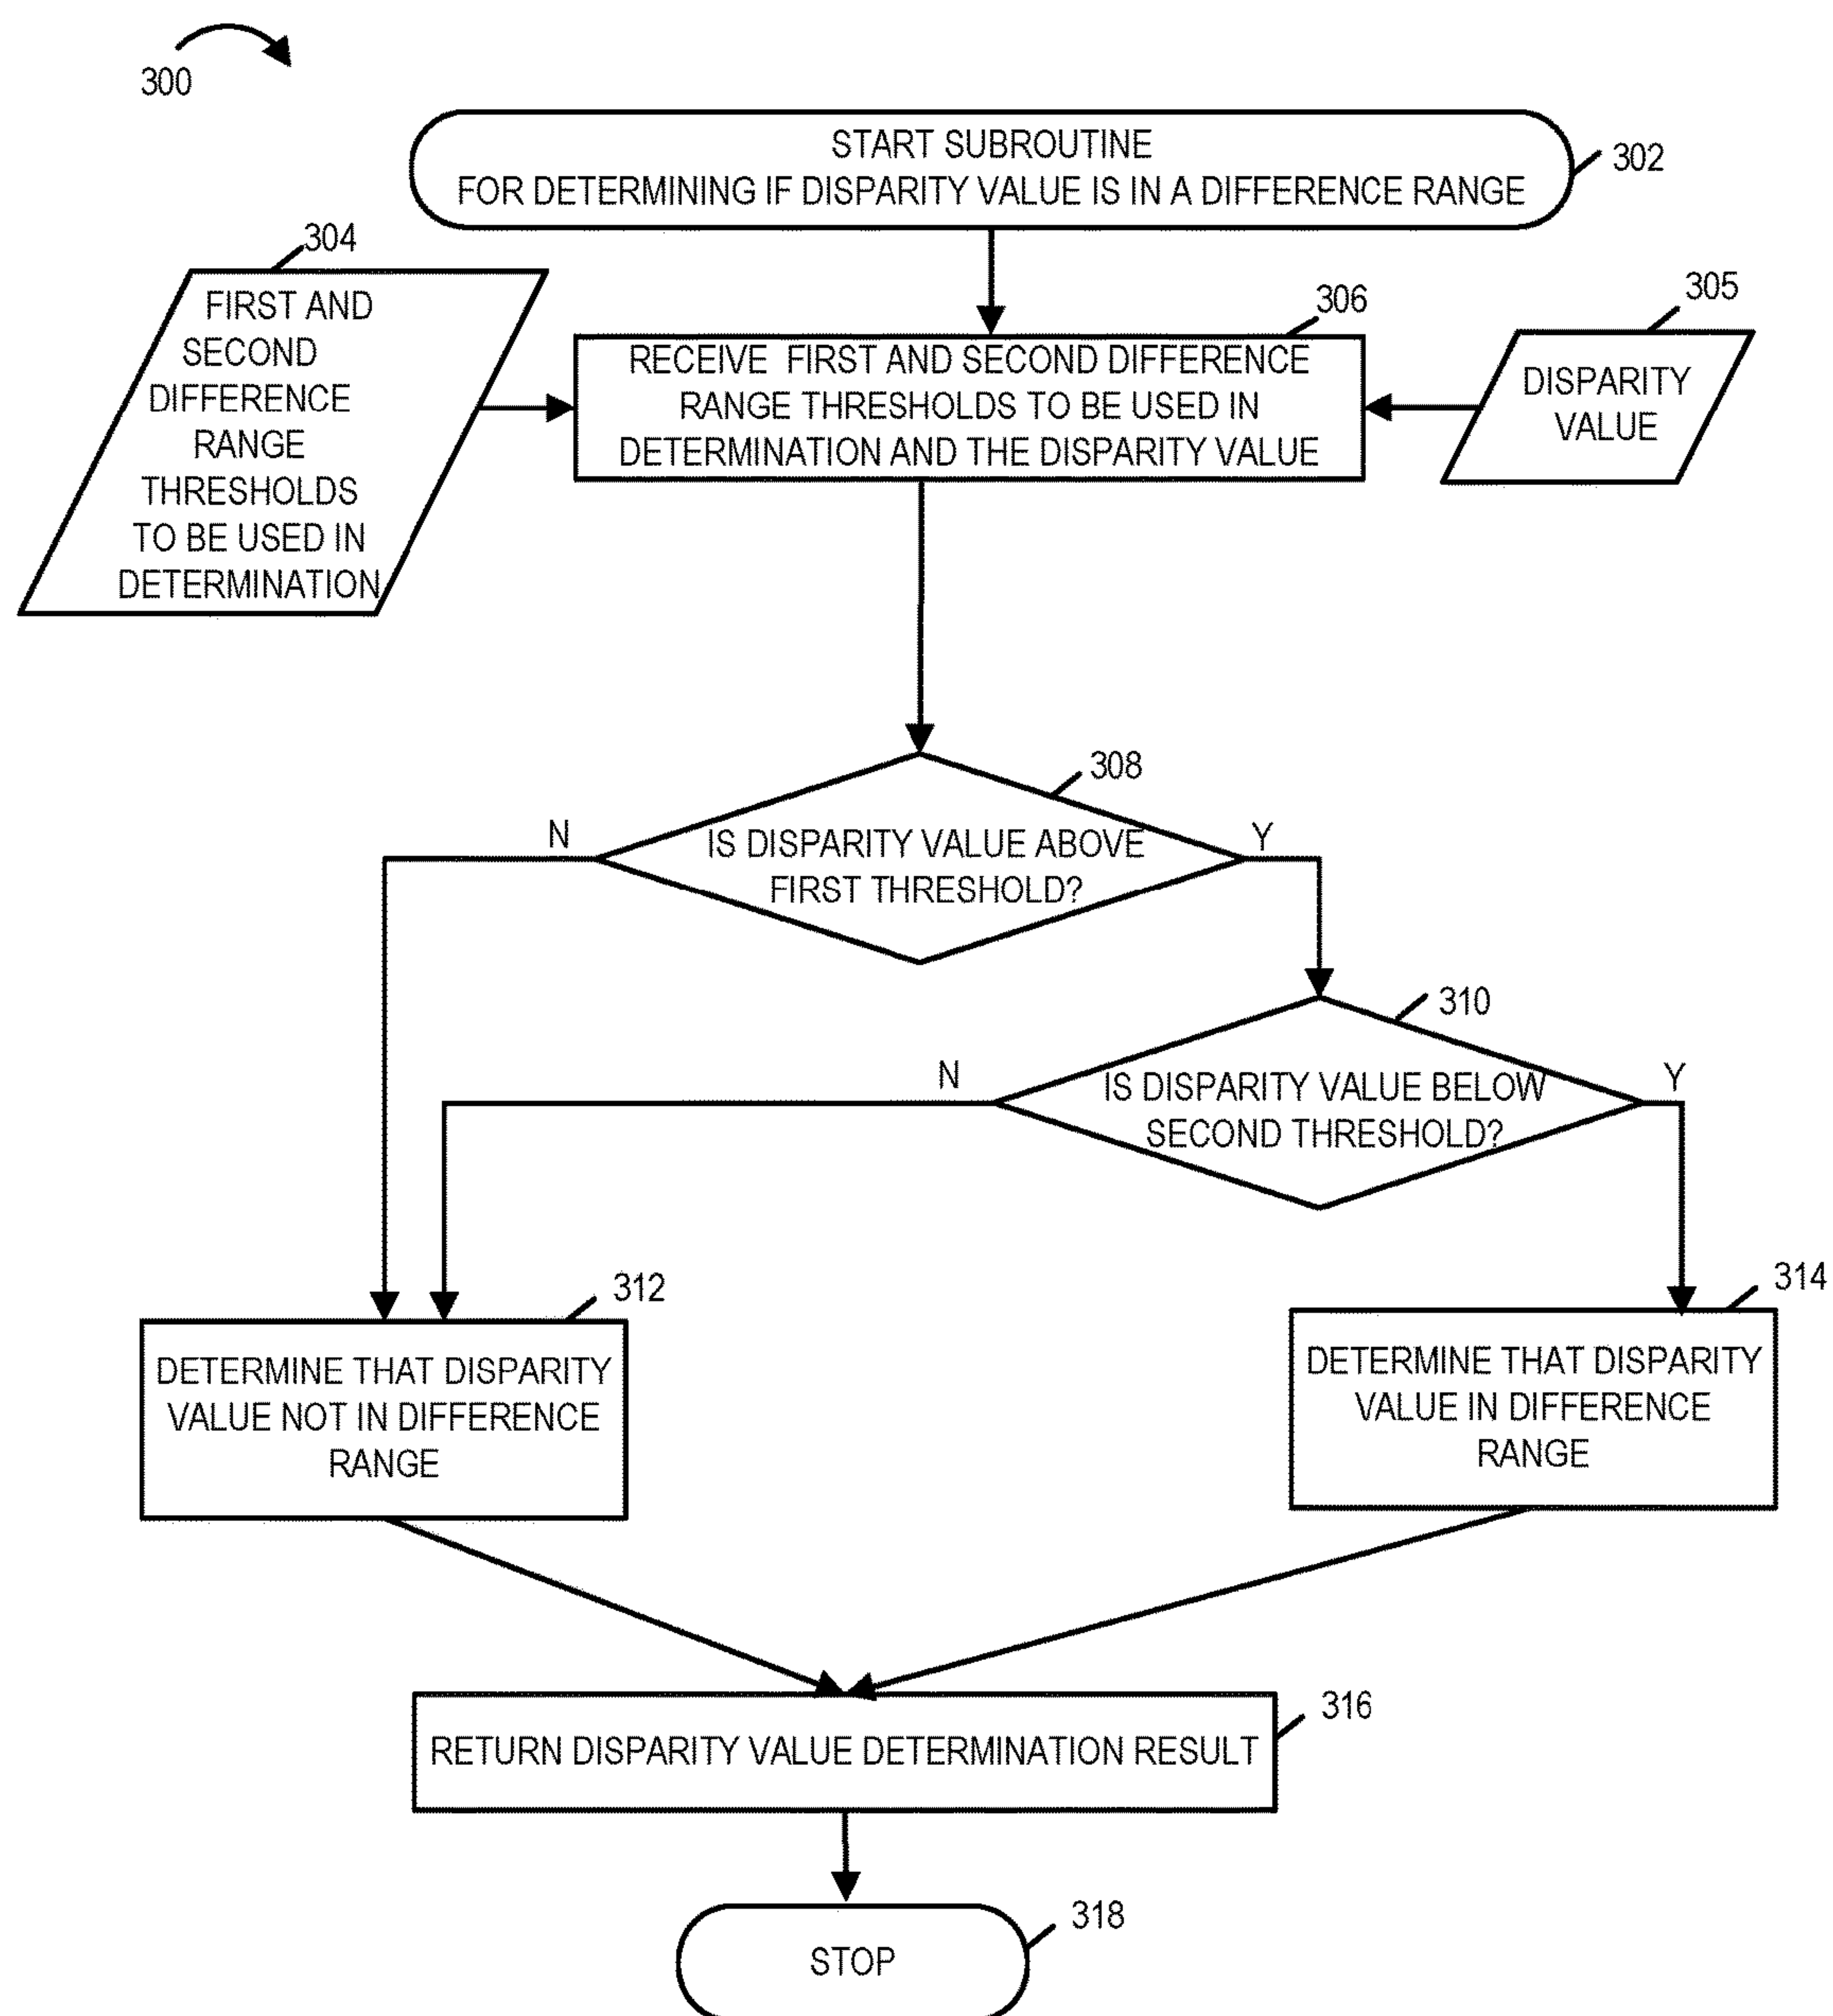 300
START SUBROUTINE
FOR DETERMINING IF DISPARITY VALUE IS IN A DIFFERENCE RANGE
302
304
FIRST AND
SECOND
DIFFERENCE
RANGE
THRESHOLDS
TO BE USED IN
DETERMINATION
306
RECEIVE FIRST AND SECOND DIFFERENCE
RANGE THRESHOLDS TO BE USED IN
DETERMINATION AND THE DISPARITY VALUE
305
DISPARITY
VALUE
308
N
IS DISPARITY VALUE ABOVE
FIRST THRESHOLD?
Y
310
N
IS DISPARITY VALUE BELOW
SECOND THRESHOLD?
Y
312
DETERMINE THAT DISPARITY
VALUE NOT IN DIFFERENCE
RANGE
314
DETERMINE THAT DISPARITY
VALUE IN DIFFERENCE
RANGE
316
RETURN DISPARITY VALUE DETERMINATION RESULT
318
STOP